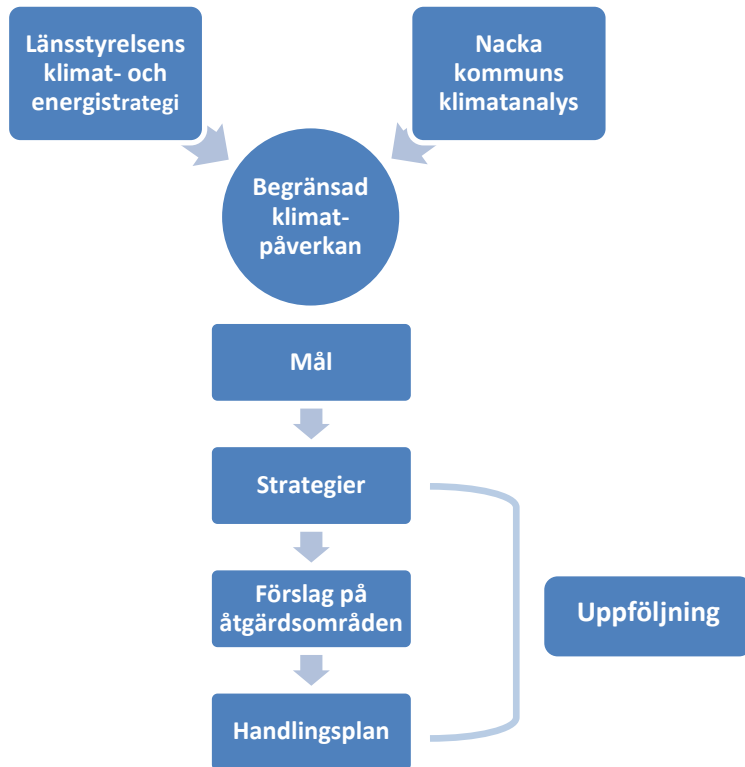 Länsstyrelsens
klimat- och
energistrategi
Nacka
kommuns
klimatanalys
Begränsad
klimat-
påverkan
Mål
Strategier
Förslag på
åtgärdsområden
Uppföljning
Handlingsplan